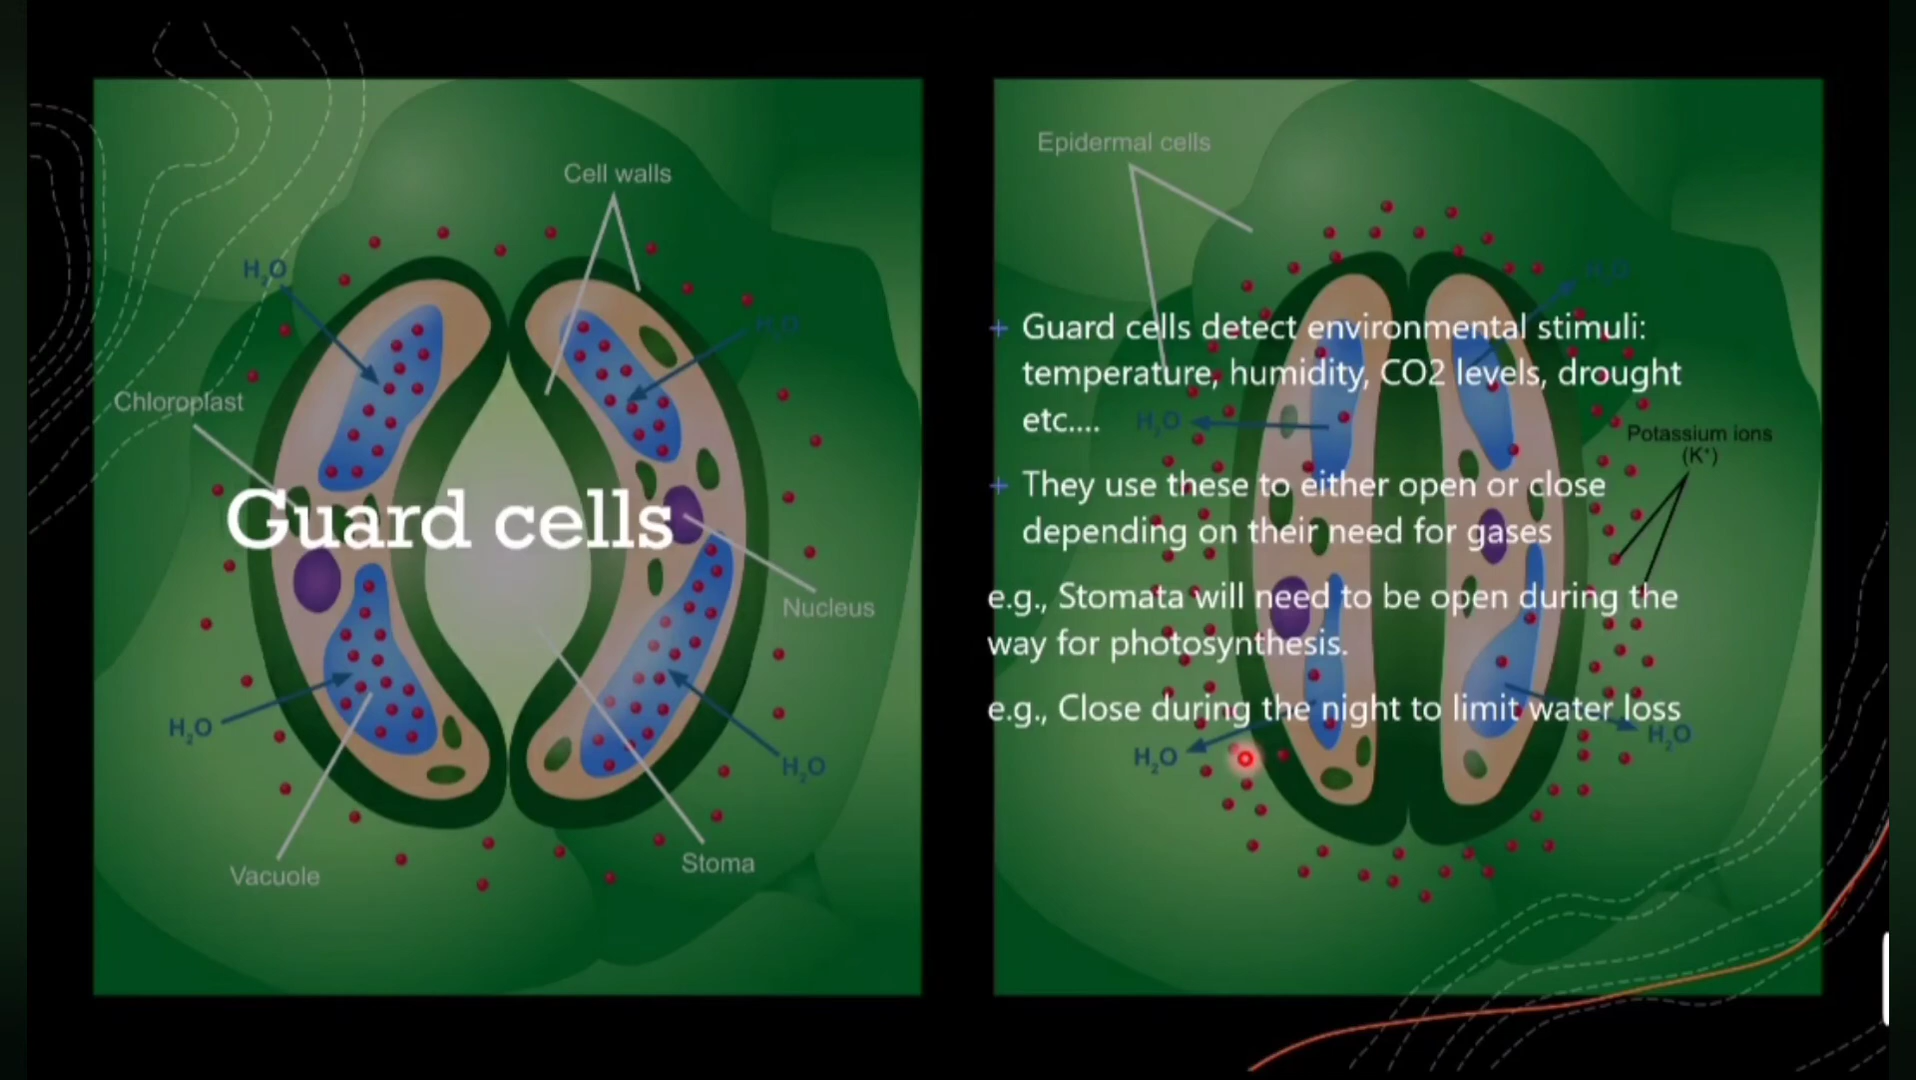 Cell walls
H₂O
H₂O
Chloroplast
Guard cells
Nucleus
H₂O
H₂O
Vacuole
Stoma
Epidermal cells
H₂O
+ Guard cells detect environmental stimuli:
temperature, humidity, CO2 levels, drought
etc....
H₂O
Potassium ions
(K⁺)
+ They use these to either open or close
depending on their need for gases
e.g., Stomata will need to be open during the
way for photosynthesis.
e.g., Close during the night to limit water loss
H₂O
H₂O